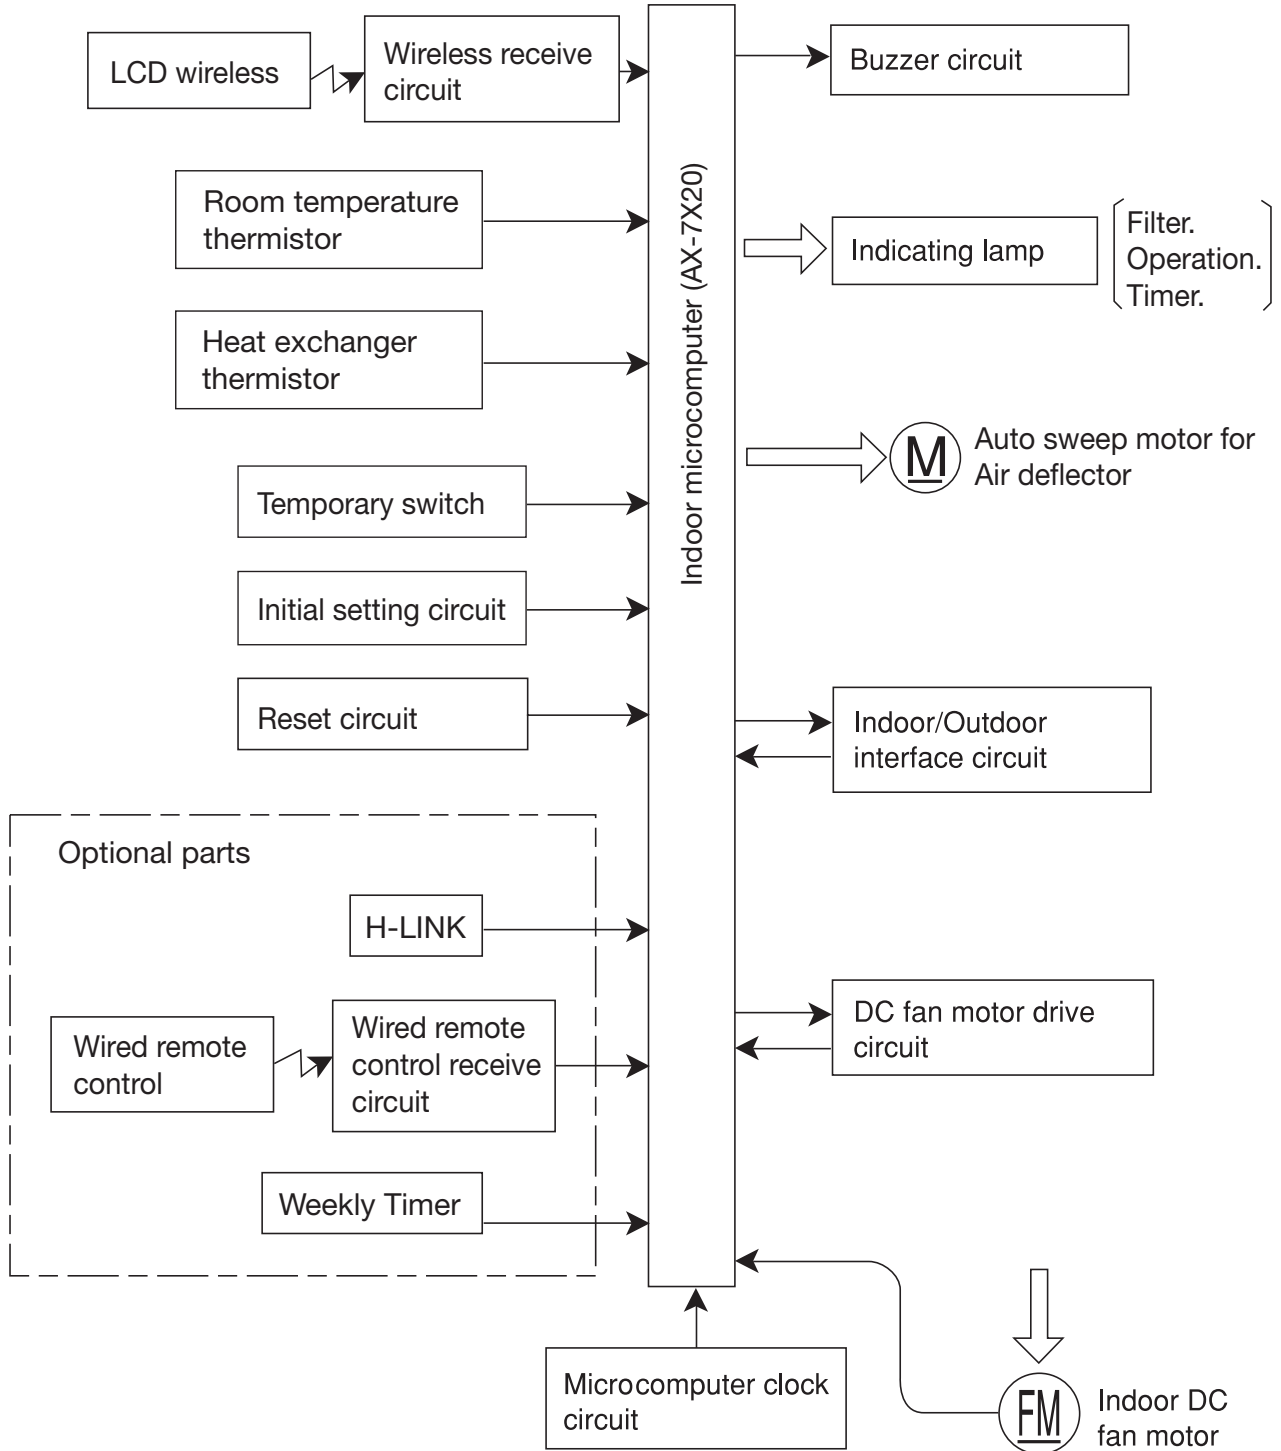 LCD wireless
Wireless receive
circuit
Buzzer circuit
Room temperature
thermistor
Indicating lamp
Filter.
Operation.
Timer.
Heat exchanger
thermistor
Indoor microcomputer (AX-7X20)
M
Auto sweep motor for
Air deflector
Temporary switch
Initial setting circuit
Reset circuit
Indoor/Outdoor
interface circuit
Optional parts
H-LINK
Wired remote
control
Wired remote
control receive
circuit
DC fan motor drive
circuit
Weekly Timer
Microcomputer clock
circuit
FM
Indoor DC
fan motor